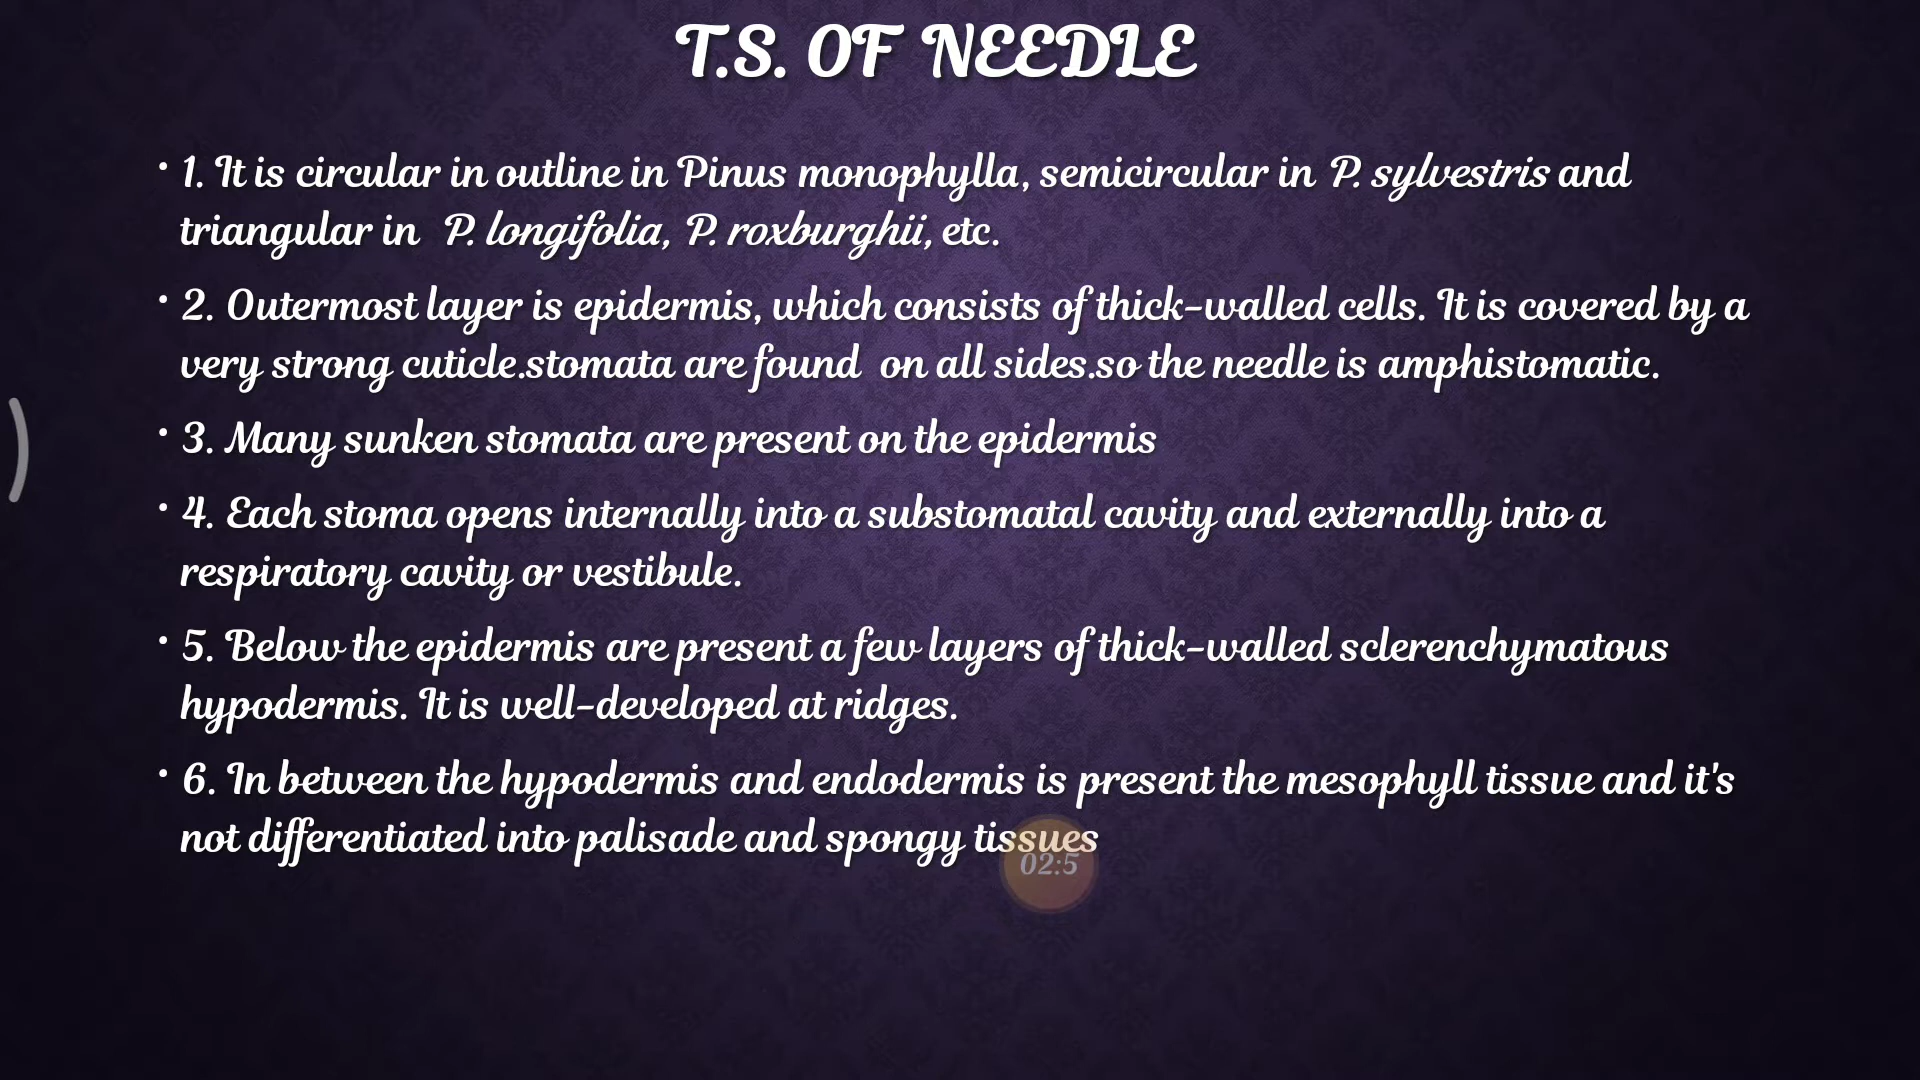 T.S. OF NEEDLE
• 1. It is circular in outline in Pinus monophylla, semicircular in P. sylvestris and
triangular in P. longifolia, P. roxburghii, etc.
• 2. Outermost layer is epidermis, which consists of thick-walled cells. It is covered by a
very strong cuticle.stomata are found on all sides.so the needle is amphistomatic.
• 3. Many sunken stomata are present on the epidermis
• 4. Each stoma opens internally into a substomatal cavity and externally into a
respiratory cavity or vestibule.
• 5. Below the epidermis are present a few layers of thick-walled sclerenchymatous
hypodermis. It is well-developed at ridges.
• 6. In between the hypodermis and endodermis is present the mesophyll tissue and it's
not differentiated into palisade and spongy tissues
02:5